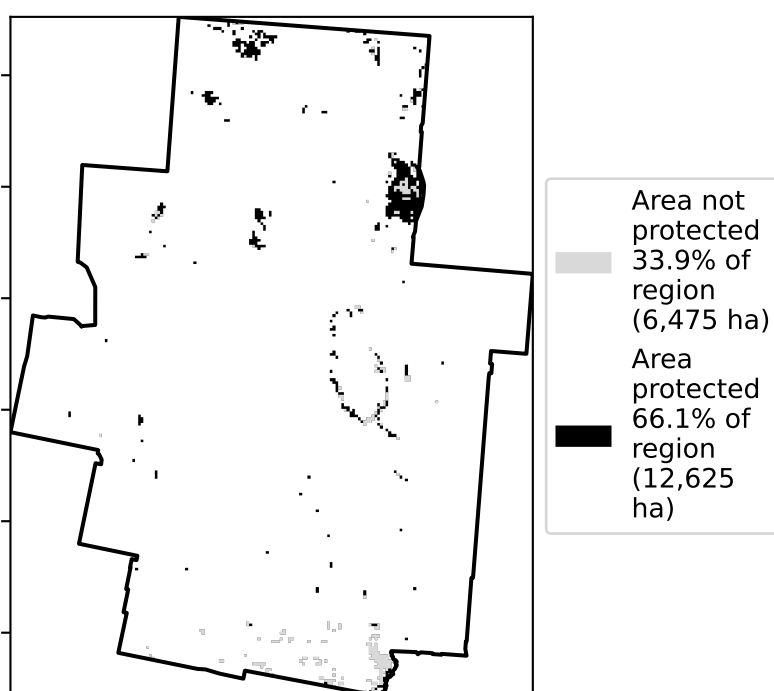 Area not
protected
33.9% of
region
(6,475 ha)
Area
protected
66.1% of
region
(12,625
ha)